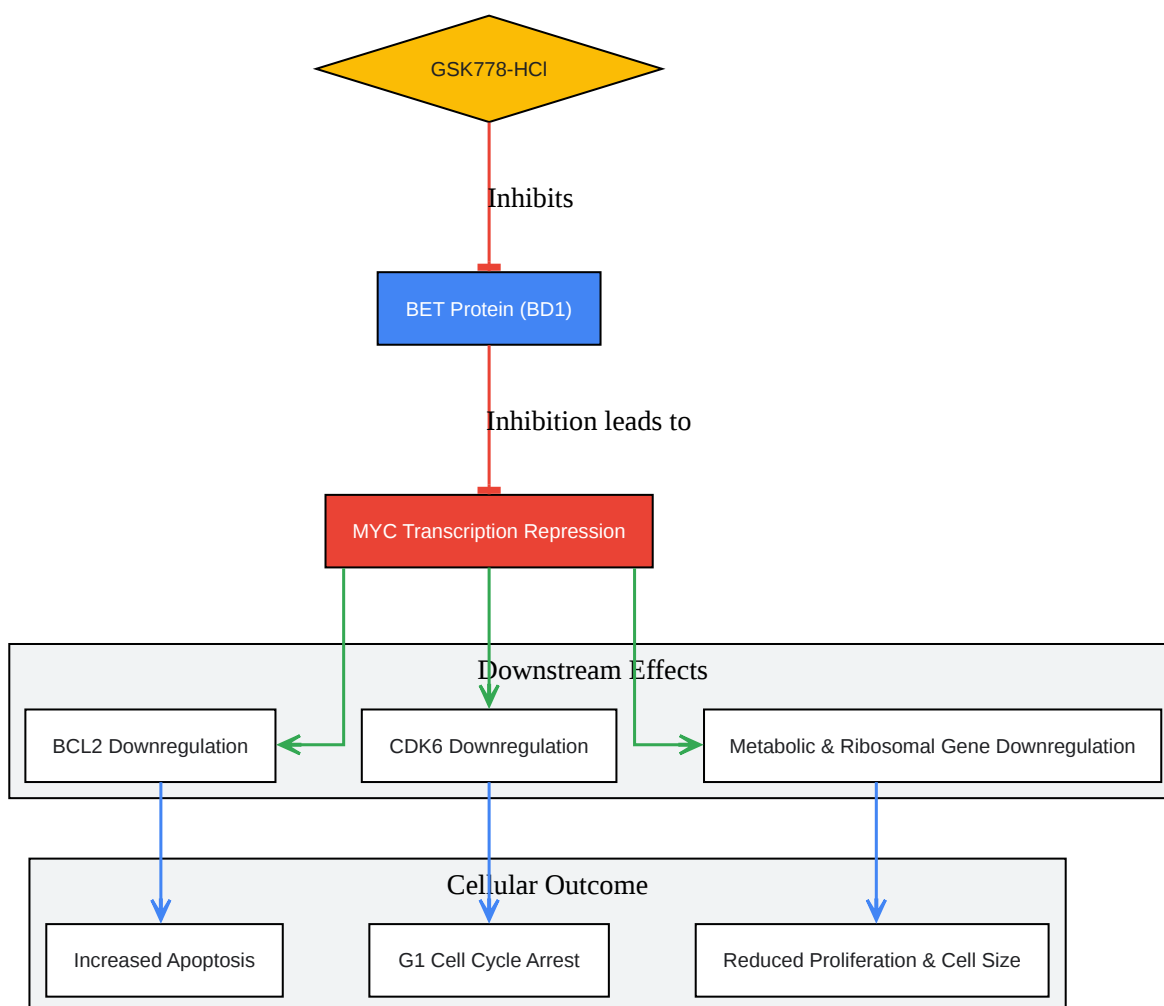 GSK778-HCl
Inhibits
BET Protein (BD1)
Inhibition leads to
MYC Transcription Repression
Downstream Effects
BCL2 Downregulation
CDK6 Downregulation
Metabolic & Ribosomal Gene Downregulation
Cellular Outcome
Increased Apoptosis
G1 Cell Cycle Arrest
Reduced Proliferation & Cell Size